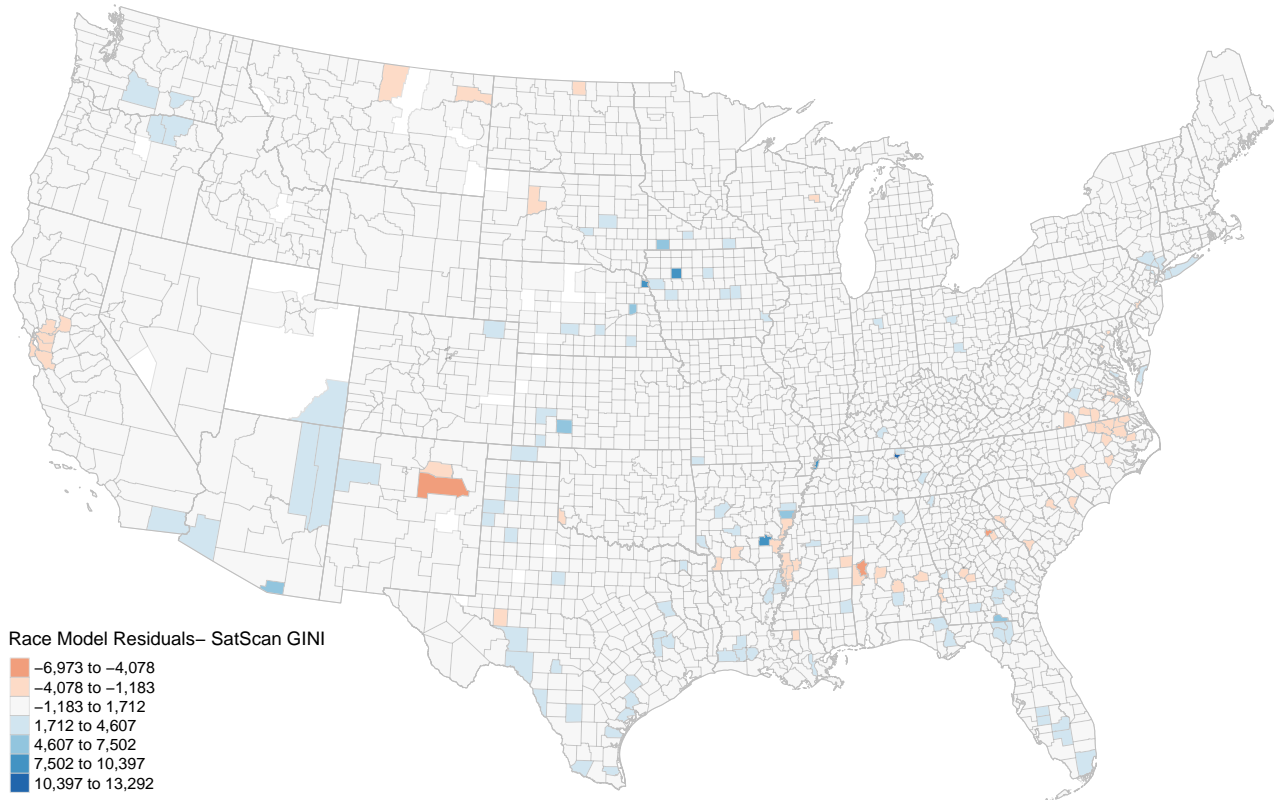 Race Model Residuals– SatScan GINI
−6,973 to −4,078
−4,078 to −1,183
−1,183 to 1,712
1,712 to 4,607
4,607 to 7,502
7,502 to 10,397
10,397 to 13,292